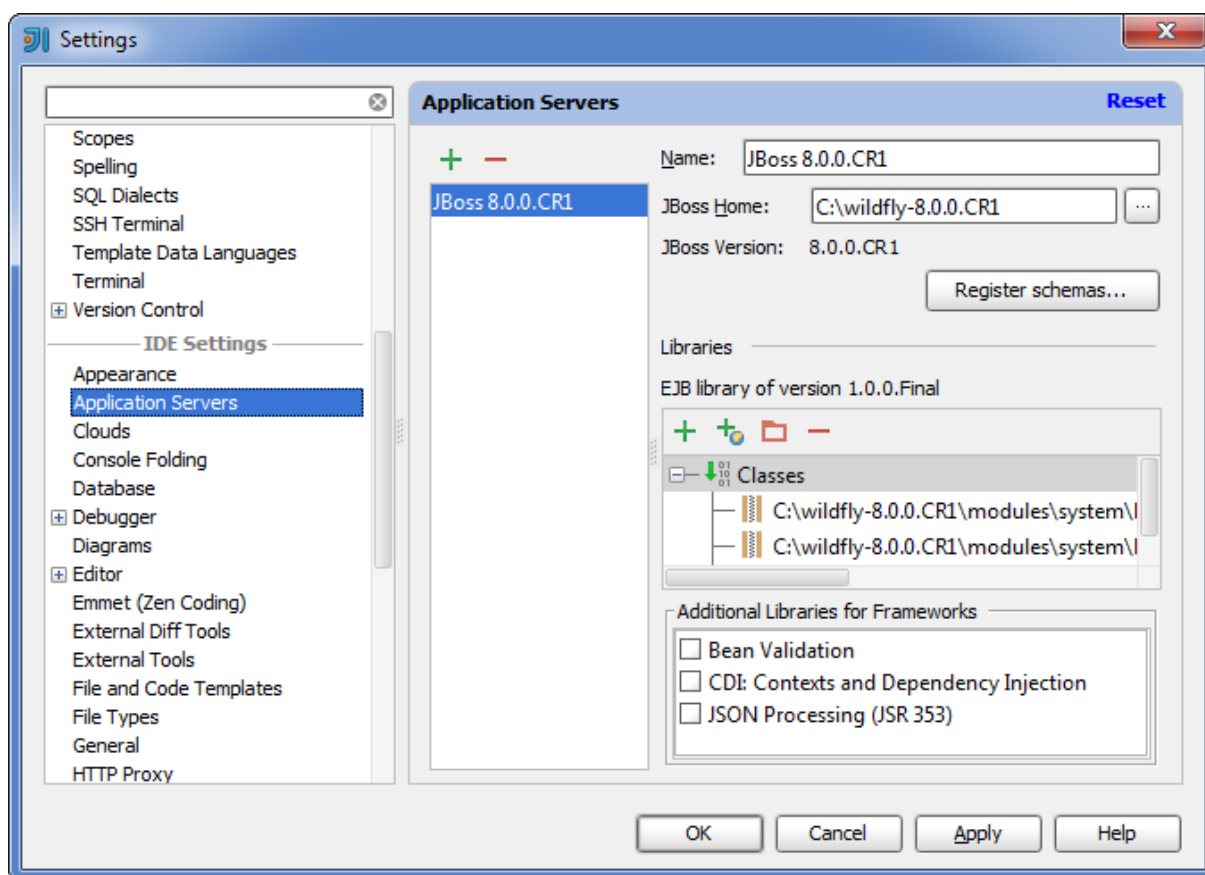 Settings
Scopes
Spelling
SQL Dialects
SSH Terminal
Template Data Languages
Terminal
Version Control
IDE Settings
Appearance
Application Servers
Clouds
Console Folding
Database
Debugger
Diagrams
Editor
Emmet (Zen Coding)
External Diff Tools
External Tools
File and Code Templates
File Types
General
HTTP Proxy
Application Servers
Reset
JBoss 8.0.0.CR1
Name: JBoss 8.0.0.CR1
JBoss Home: C:\wildfly-8.0.0.CR1 ...
JBoss Version: 8.0.0.CR1
Register schemas...
Libraries
EJB library of version 1.0.0.Final
Classes
C:\wildfly-8.0.0.CR1\modules\system\
C:\wildfly-8.0.0.CR1\modules\system\
Additional Libraries for Frameworks
Bean Validation
CDI: Contexts and Dependency Injection
JSON Processing (JSR 353)
OK Cancel Apply Help